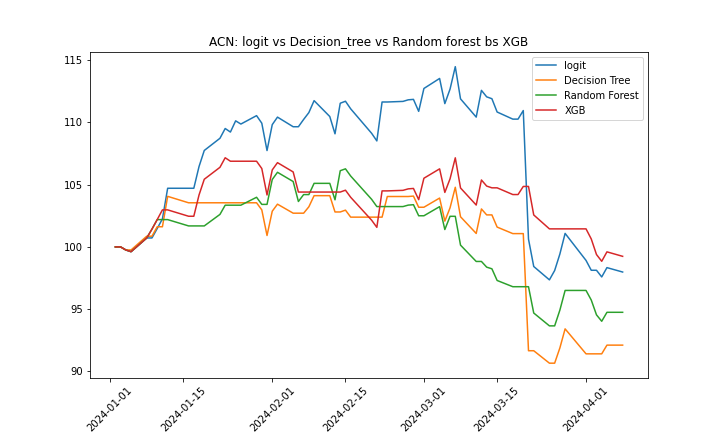 ACN: logit vs Decision_tree vs Random forest bs XGB
115
110
105
100
95
90
logit
Decision Tree
Random Forest
XGB
2024-01-01
2024-01-15
2024-02-01
2024-02-15
2024-03-01
2024-03-15
2024-04-01